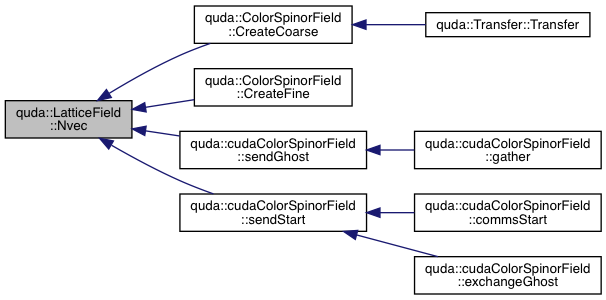 quda::LatticeField
::Nvec
quda::ColorSpinorField
::CreateCoarse
quda::Transfer::Transfer
quda::ColorSpinorField
::CreateFine
quda::cudaColorSpinorField
::sendGhost
quda::cudaColorSpinorField
::gather
quda::cudaColorSpinorField
::sendStart
quda::cudaColorSpinorField
::commsStart
quda::cudaColorSpinorField
::exchangeGhost